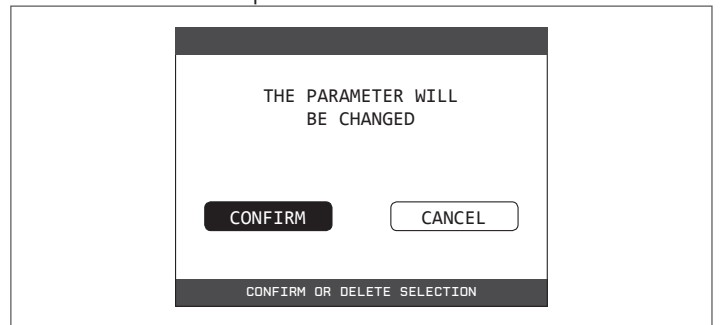 THE PARAMETER WILL
BE CHANGED
CONFIRM
CANCEL
CONFIRM OR DELETE SELECTION